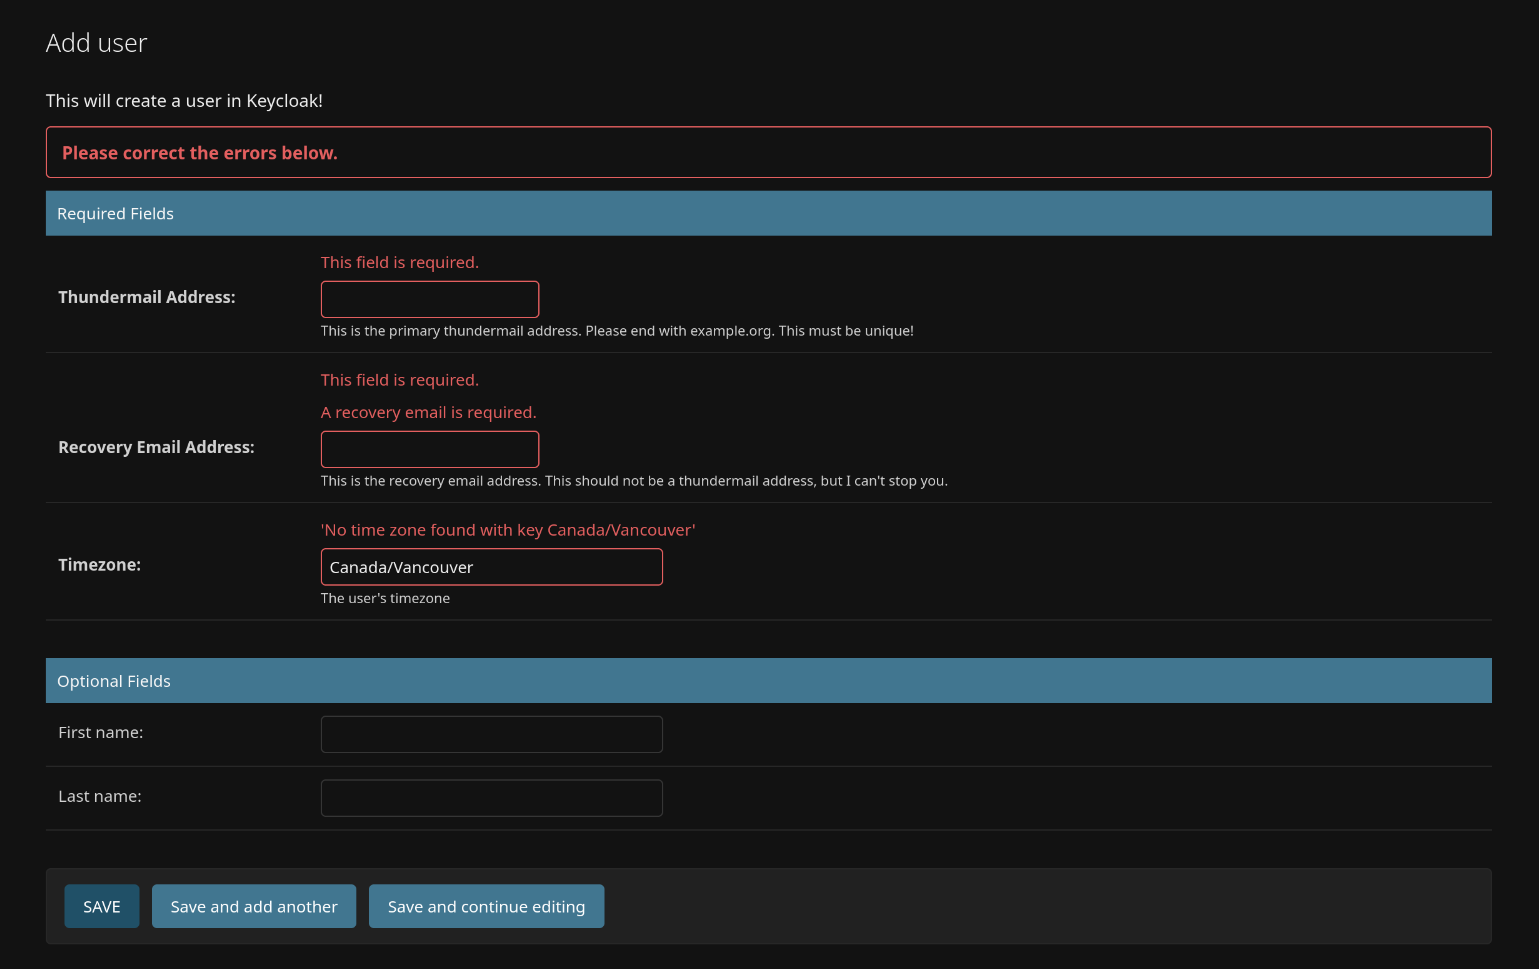 Add user
This will create a user in Keycloak!
Please correct the errors below.
Required Fields
This field is required.
Thundermail Address:
This is the primary thundermail address. Please end with example.org. This must be unique!
This field is required.
A recovery email is required.
Recovery Email Address:
This is the recovery email address. This should not be a thundermail address, but I can't stop you.
'No time zone found with key Canada/Vancouver'
Timezone: Canada/Vancouver
The user's timezone
Optional Fields
First name:
Last name:
SAVE Save and add another Save and continue editing